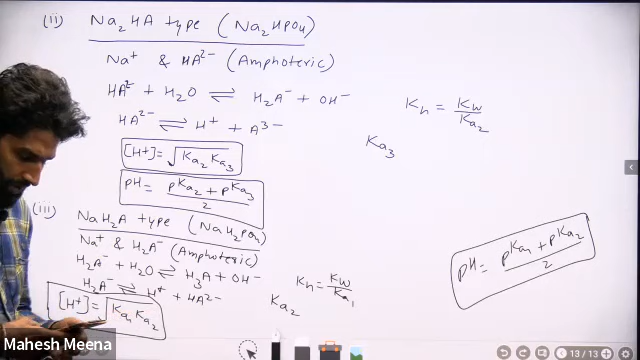 (ii) Na₂HA type (Na₂HPO₄)
Na⁺ & HA²⁻ (Amphoteric)
HA²⁻ + H₂O ⇌ H₂A⁻ + OH⁻
Kh = Kw/Ka₂
HA²⁻ ⇌ H⁺ + A³⁻
Ka₃
[H⁺] = √Ka₂ Ka₃
pH = pKa₂ + pKa₃ / 2
(iii) NaH₂A type (NaH₂PO₄)
Na⁺ & H₂A⁻ (Amphoteric)
H₂A⁻ + H₂O ⇌ H₃A + OH⁻
Kh = Kw/Ka₁
H₂A⁻ ⇌ H⁺ + HA²⁻
Ka₂
[H⁺] = √Ka₁ Ka₂
pH = pKa₁ + pKa₂ / 2
Mahesh Meena
13 / 13